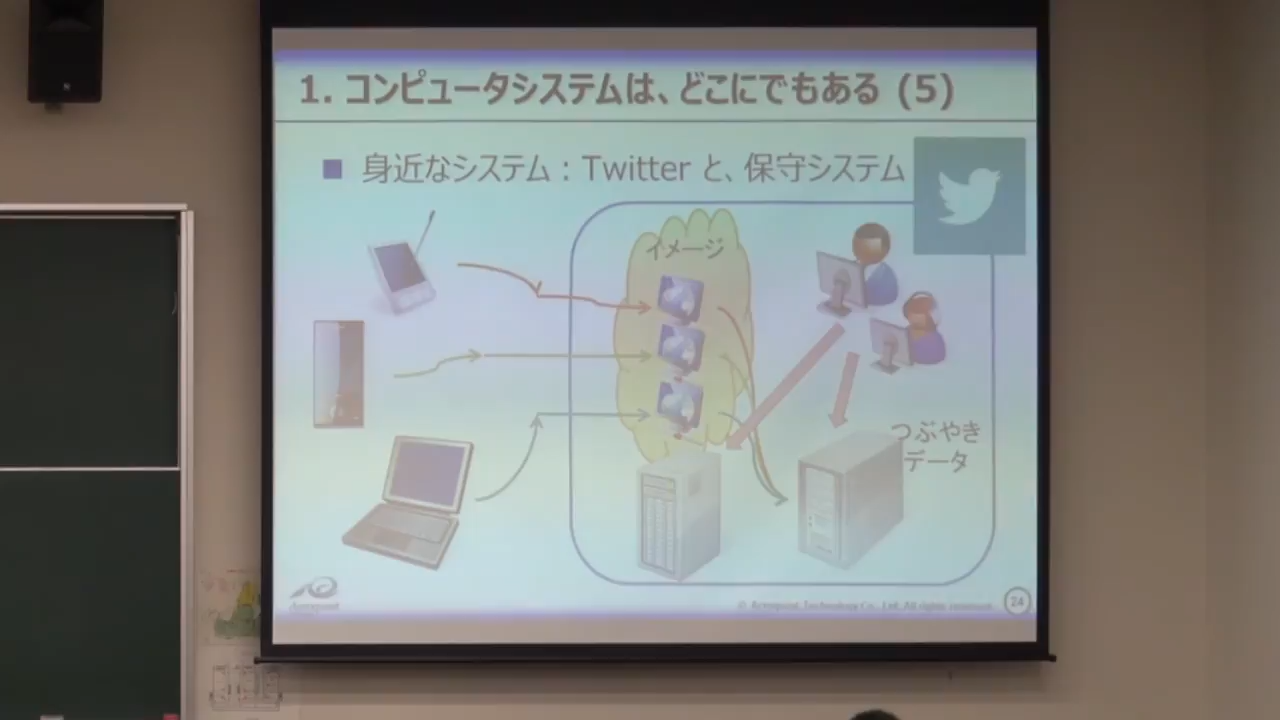 1. コンピュータシステムは、どこにでもある (5)
身近なシステム：Twitter と、保守システム
イメージ
つぶやき
データ
24